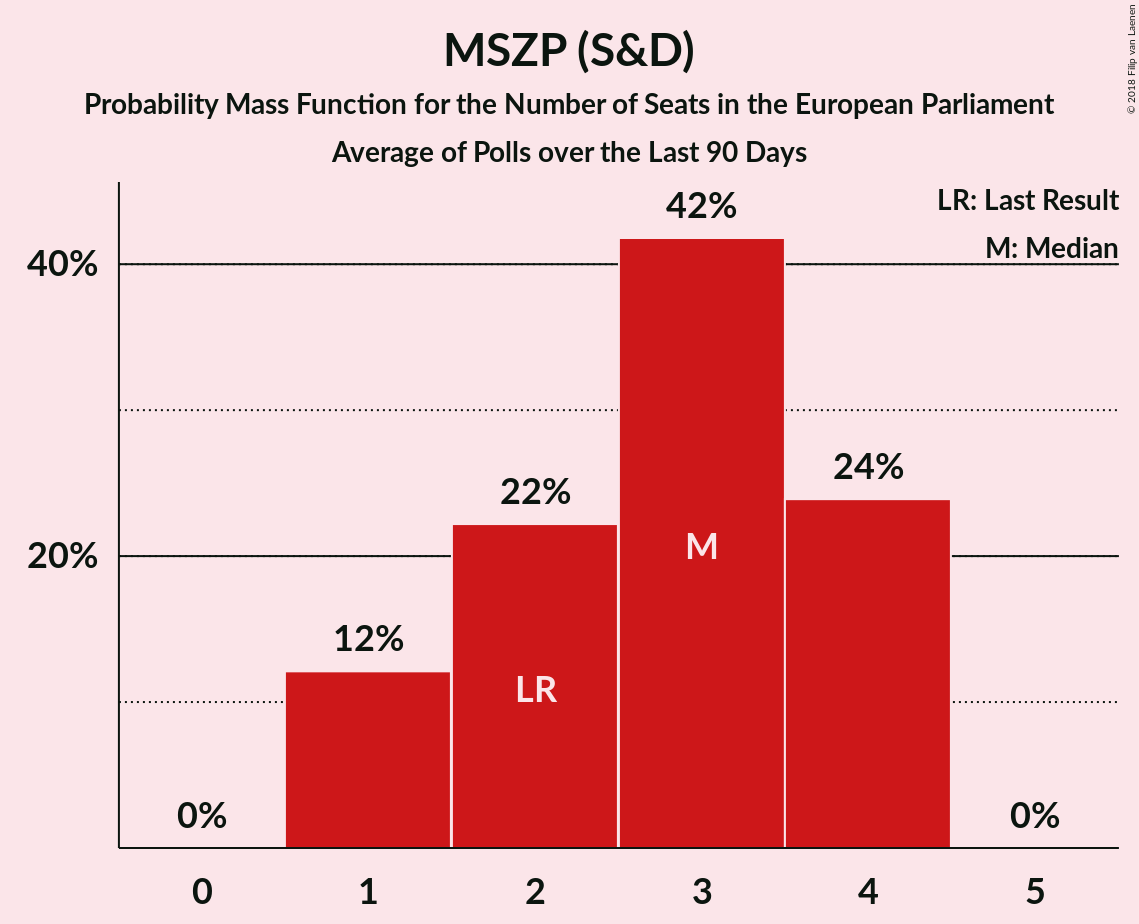 MSZP (S&D)
Probability Mass Function for the Number of Seats in the European Parliament
Average of Polls over the Last 90 Days
© 2018 Filip van Laenen
LR: Last Result
M: Median
42%
40%
24%
22%
M
20%
12%
LR
0%
0%
0 1 2 3 4 5